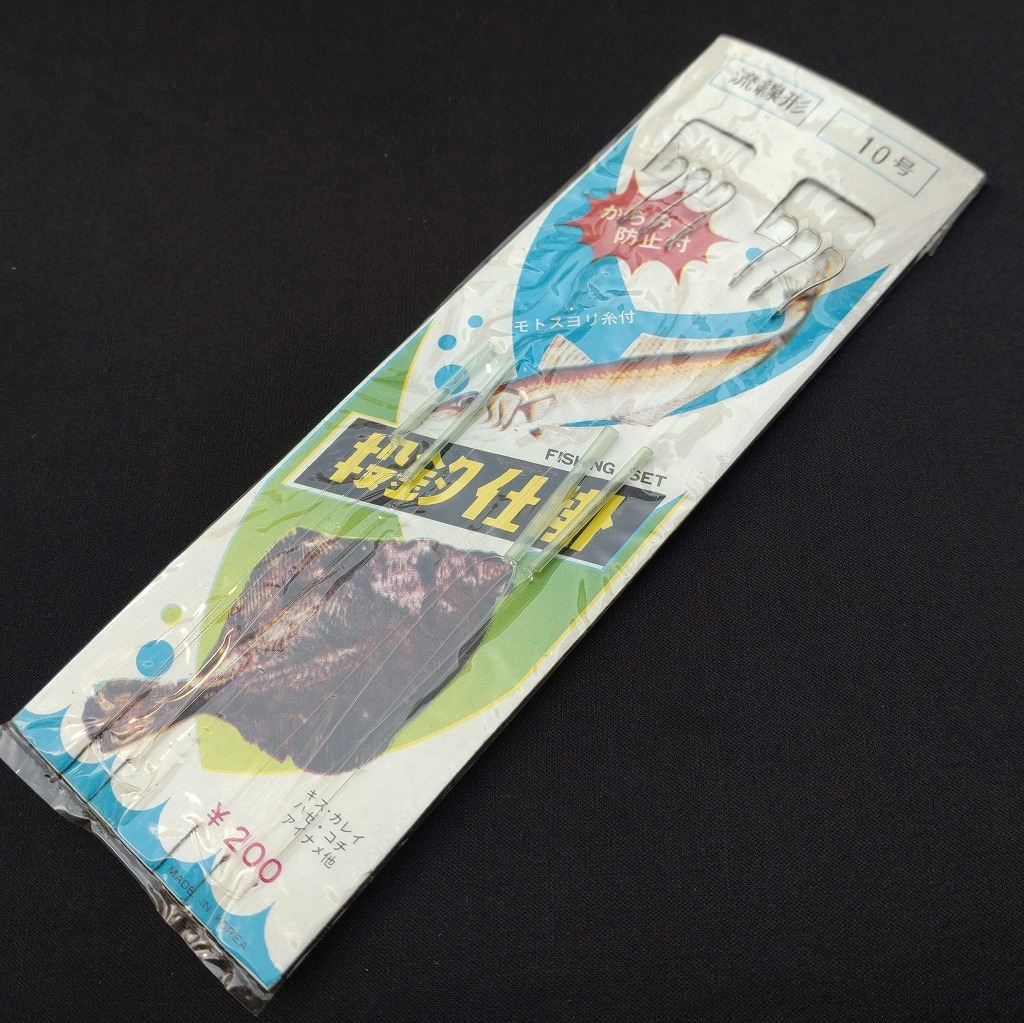 流線形
10号
からみ
防止付
モトスヨリ糸付
FISHING SET
投釣仕掛
キス・カレイ
ハゼ・コチ
アイナメ他
¥200
MADE IN KOREA